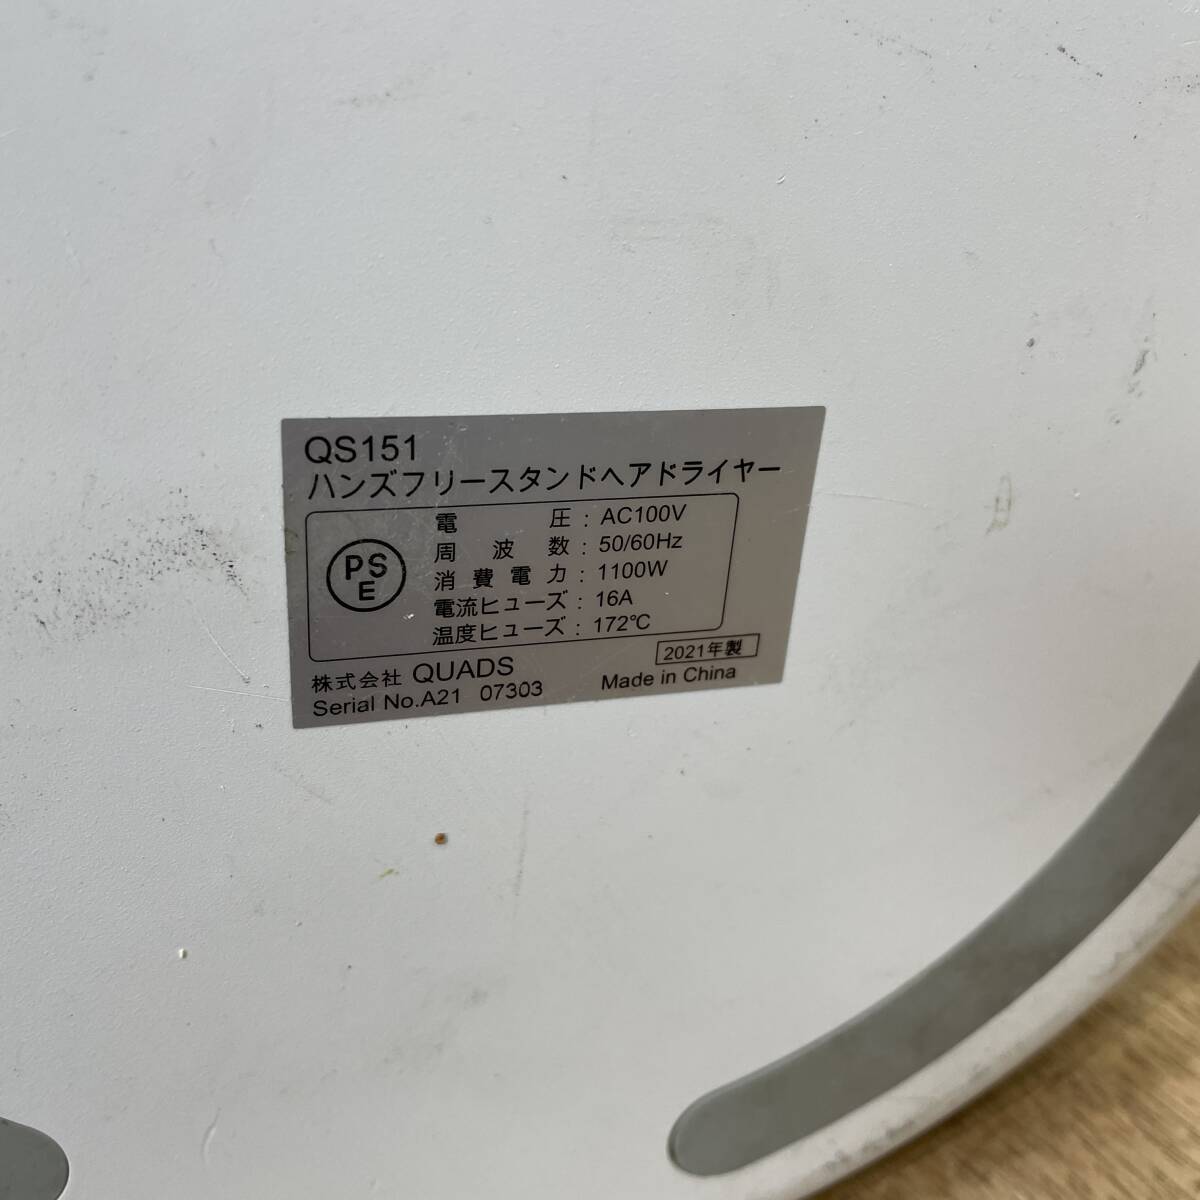 QS151
ハンズフリースタンドヘアドライヤー
PS
E
電圧：AC100V
周波数：50/60Hz
消費電力：1100W
電流ヒューズ：16A
温度ヒューズ：172℃
2021年製
株式会社 QUADS
Made in China
Serial No.A21 07303